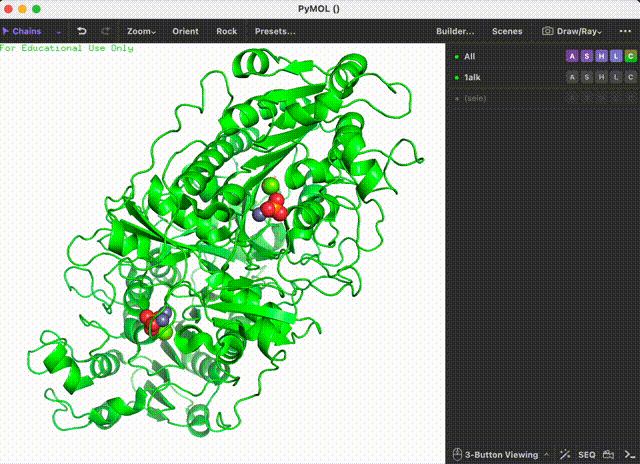 PyMOL ()
Chains Zoom Orient Rock Presets... Builder... Scenes Draw/Ray
For Educational Use Only
All A S H L C
1alk A S H L C
(sele)
3-Button Viewing SEQ